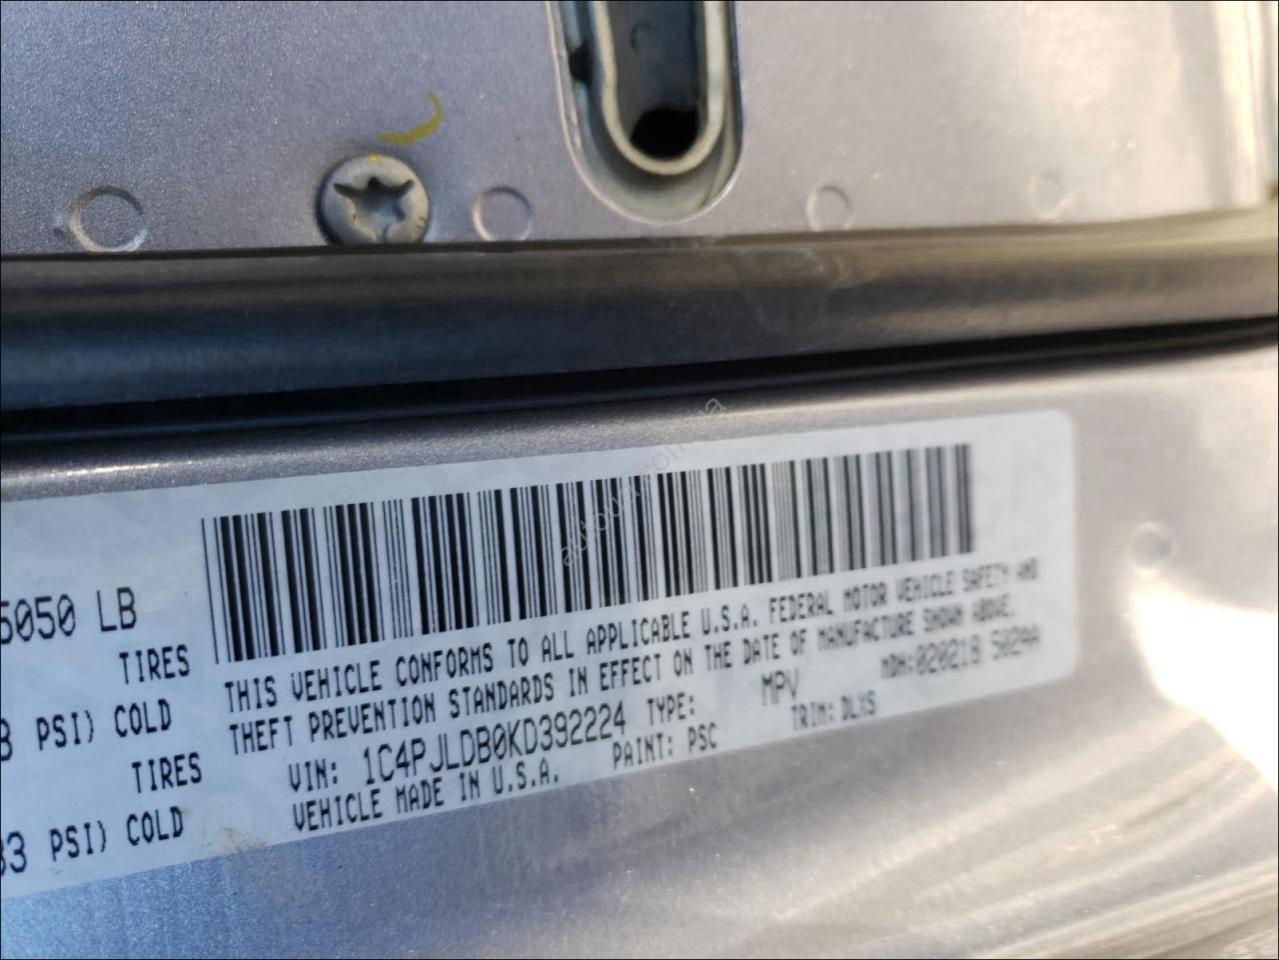 5050 LB
TIRES
PSI) COLD
TIRES
33 PSI) COLD
THIS VEHICLE CONFORMS TO ALL APPLICABLE U.S.A. FEDERAL MOTOR VEHICLE SAFETY AND
THEFT PREVENTION STANDARDS IN EFFECT ON THE DATE OF MANUFACTURE SHOWN ABOVE.
VIN: 1C4PJLDB0KD392224 TYPE: MPV MDH:020218 502AA
VEHICLE MADE IN U.S.A. PAINT: PSC TRIM: DLXS